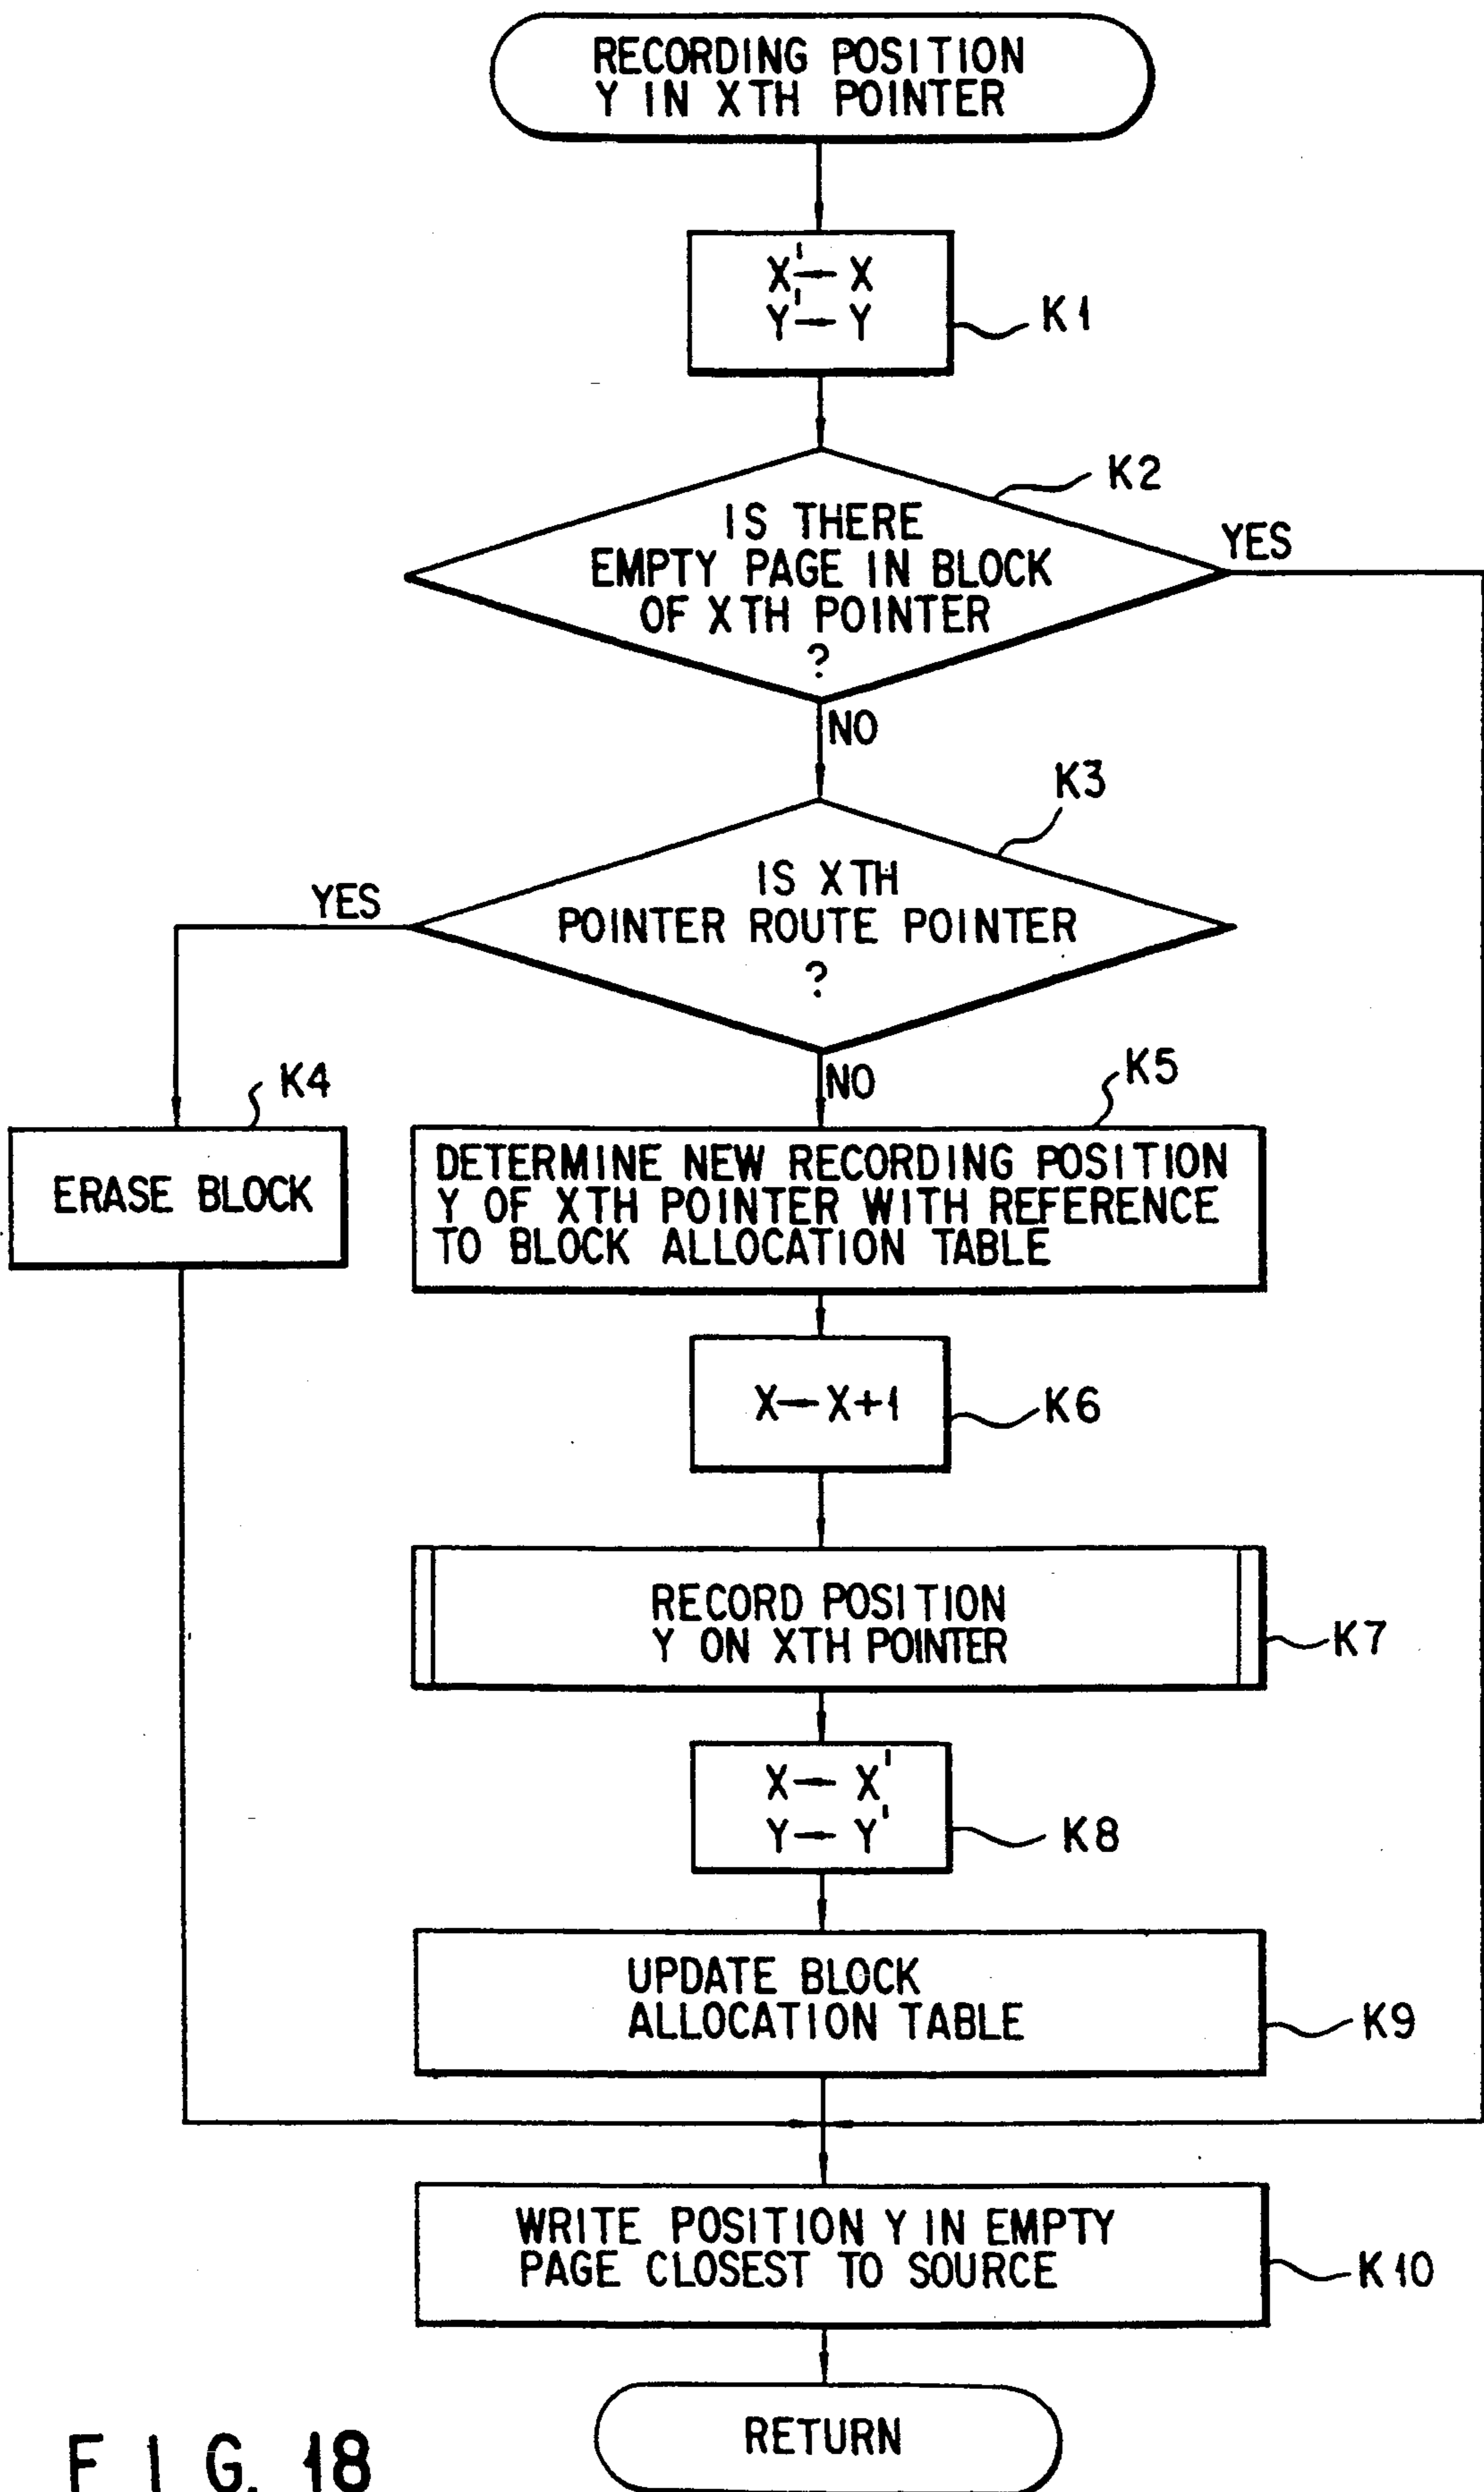 RECORDING POSITION
Y IN XTH POINTER
X'← X
Y'← Y
K1
K2
IS THERE
EMPTY PAGE IN BLOCK
OF XTH POINTER
?
YES
NO
K3
IS XTH
POINTER ROUTE POINTER
?
YES
NO
K4
ERASE BLOCK
K5
DETERMINE NEW RECORDING POSITION
Y OF XTH POINTER WITH REFERENCE
TO BLOCK ALLOCATION TABLE
X←X+1
K6
RECORD POSITION
Y ON XTH POINTER
K7
X← X'
Y← Y'
K8
UPDATE BLOCK
ALLOCATION TABLE
K9
WRITE POSITION Y IN EMPTY
PAGE CLOSEST TO SOURCE
K10
RETURN
FIG. 18